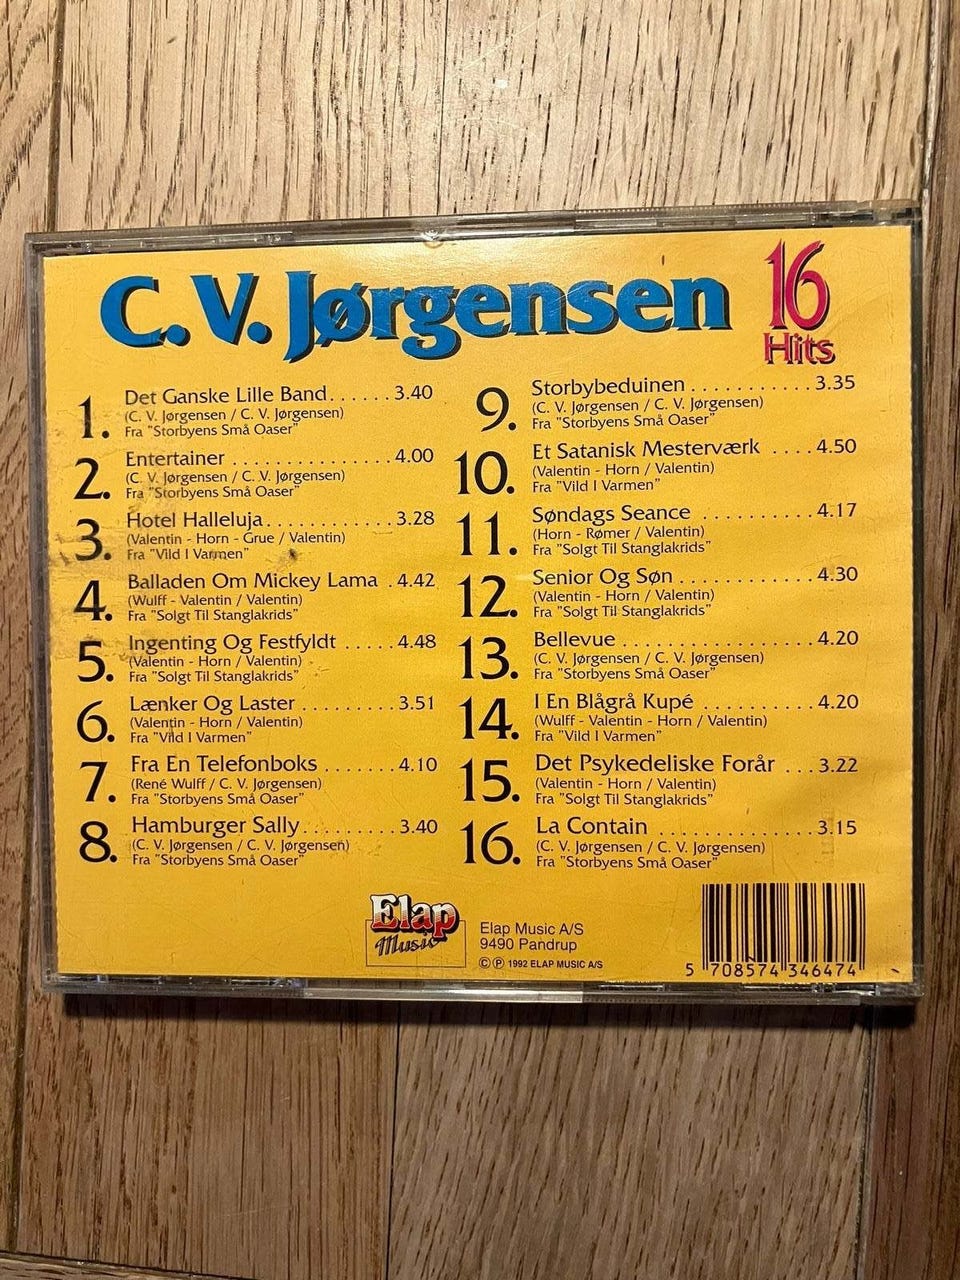 C. V. Jørgensen
16
Hits
1. Det Ganske Lille Band......3.40
(C. V. Jørgensen / C. V. Jørgensen)
Fra "Storbyens Små Oaser"
2. Entertainer ..............4.00
(C. V. Jørgensen / C. V. Jørgensen)
Fra "Storbyens Små Oaser"
3. Hotel Halleluja...........3.28
(Valentin - Horn - Grue / Valentin)
Fra "Vild I Varmen"
4. Balladen Om Mickey Lama .4.42
(Wulff - Valentin / Valentin)
Fra "Solgt Til Stanglakrids"
5. Ingenting Og Festfyldt .....4.48
(Valentin - Horn / Valentin)
Fra "Solgt Til Stanglakrids"
6. Lænker Og Laster .........3.51
(Valentin - Horn / Valentin)
Fra "Vild I Varmen"
7. Fra En Telefonboks .......4.10
(René Wulff / C. V. Jørgensen)
Fra "Storbyens Små Oaser"
8. Hamburger Sally.........3.40
(C. V. Jørgensen / C. V. Jørgensen)
Fra "Storbyens Små Oaser"
9. Storbybeduinen ...........3.35
(C. V. Jørgensen / C. V. Jørgensen)
Fra "Storbyens Små Oaser"
10. Et Satanisk Mesterværk ....4.50
(Valentin - Horn / Valentin)
Fra "Vild I Varmen"
11. Søndags Seance ..........4.17
(Horn - Rømer / Valentin)
Fra "Solgt Til Stanglakrids"
12. Senior Og Søn ............4.30
(Valentin - Horn / Valentin)
Fra "Solgt Til Stanglakrids"
13. Bellevue .................4.20
(C. V. Jørgensen / C. V. Jørgensen)
Fra "Storbyens Små Oaser"
14. I En Blågrå Kupé ..........4.20
(Wulff - Valentin - Horn / Valentin)
Fra "Vild I Varmen"
15. Det Psykedeliske Forår ...3.22
(Valentin - Horn / Valentin)
Fra "Solgt Til Stanglakrids"
16. La Contain ..............3.15
(C. V. Jørgensen / C. V. Jørgensen)
Fra "Storbyens Små Oaser"
Elap
Music
Elap Music A/S
9490 Pandrup
© ℗ 1992 ELAP MUSIC A/S
5 708574 346474